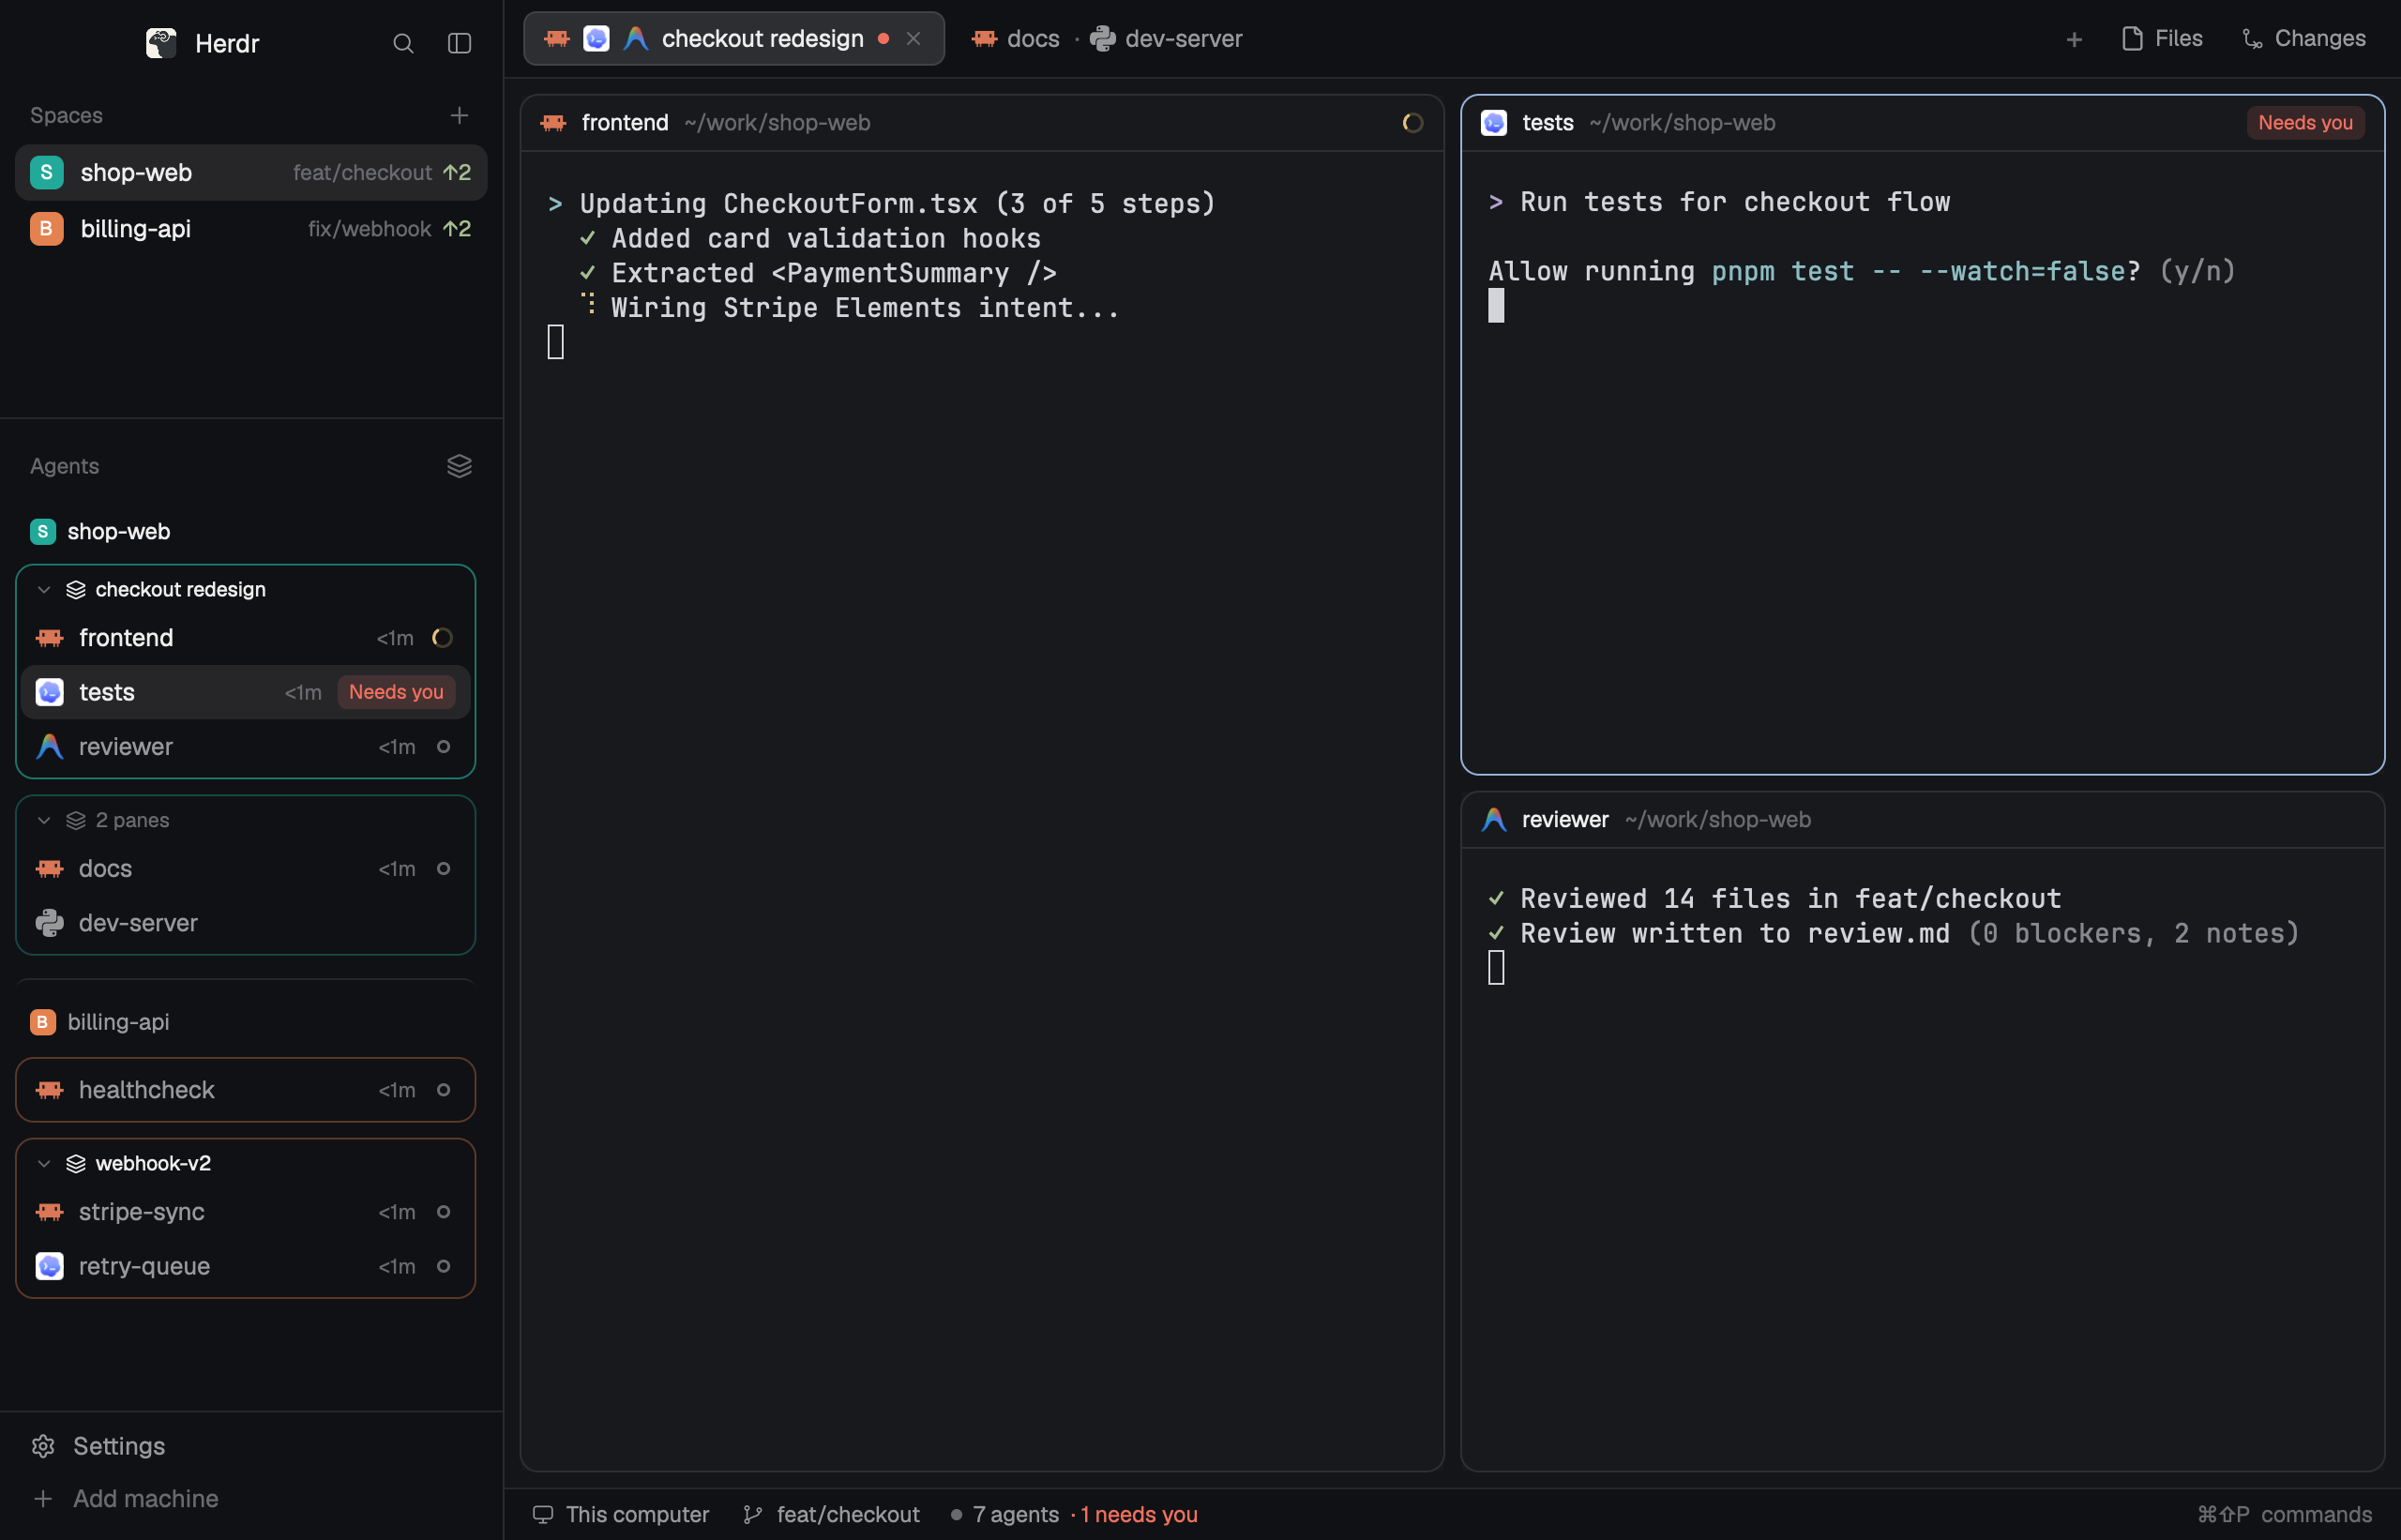 Herdr
Spaces
S shop-web feat/checkout ↑2
B billing-api fix/webhook ↑2
Agents
S shop-web
checkout redesign
frontend <1m
tests <1m Needs you
reviewer <1m
2 panes
docs <1m
dev-server
B billing-api
healthcheck <1m
webhook-v2
stripe-sync <1m
retry-queue <1m
Settings
+ Add machine
checkout redesign
docs · dev-server
+ Files Changes
frontend ~/work/shop-web
> Updating CheckoutForm.tsx (3 of 5 steps)
✓ Added card validation hooks
✓ Extracted <PaymentSummary />
Wiring Stripe Elements intent...
tests ~/work/shop-web Needs you
> Run tests for checkout flow
Allow running pnpm test -- --watch=false? (y/n)
reviewer ~/work/shop-web
✓ Reviewed 14 files in feat/checkout
✓ Review written to review.md (0 blockers, 2 notes)
This computer feat/checkout 7 agents · 1 needs you
⌘⇧P commands